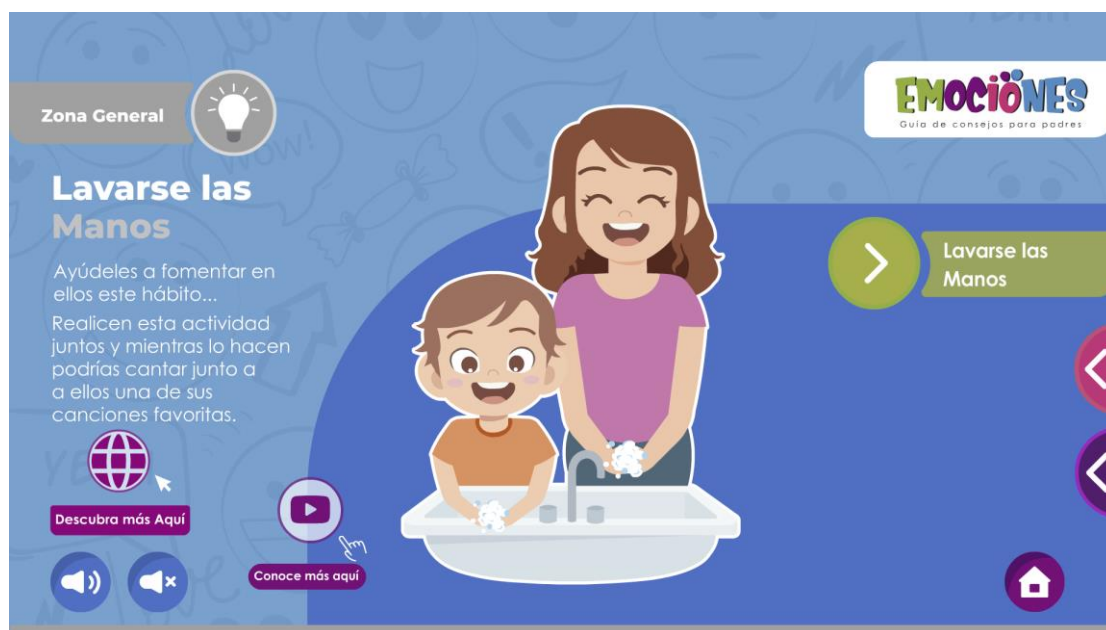 Zona General
EMOCIONES
Guía de consejos para padres
Lavarse las
Manos
Ayúdeles a fomentar en
ellos este hábito...
Realicen esta actividad
juntos y mientras lo hacen
podrías cantar junto a
a ellos una de sus
canciones favoritas.
Lavarse las
Manos
Descubra más Aquí
Conoce más aquí